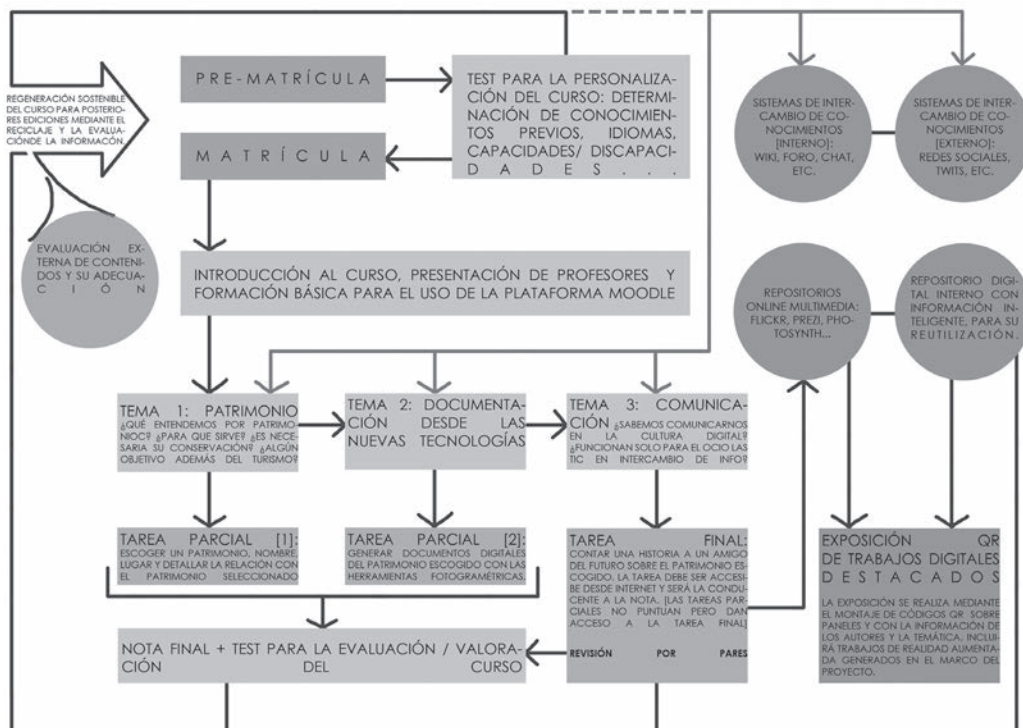 PRE-MATRÍCULA
MATRÍCULA
TEST PARA LA PERSONALIZA-
CIÓN DEL CURSO: DETERMI-
NACIÓN DE CONOCIMIEN-
TOS PREVIOS, IDIOMAS,
CAPACIDADES/ DISCAPACI-
DADES...
REGENERACIÓN SOSTENIBLE
DEL CURSO PARA POSTERIO-
RES EDICIONES MEDIANTE EL
RECICLAJE Y LA EVALUA-
CIÓNDE LA INFORMACÓN.
EVALUACIÓN EX-
TERNA DE CONTENI-
DOS Y SU ADECUA-
CIÓN
SISTEMAS DE INTER-
CAMBIO DE CO-
NOCIMIENTOS
[INTERNO]:
WIKI, FORO, CHAT,
ETC.
SISTEMAS DE INTER-
CAMBIO DE CO-
NOCIMIENTOS
[EXTERNO]:
REDES SOCIALES,
TWITS, ETC.
INTRODUCCIÓN AL CURSO, PRESENTACIÓN DE PROFESORES Y
FORMACIÓN BÁSICA PARA EL USO DE LA PLATAFORMA MOODLE
REPOSITORIOS
ONLINE MULTIMEDIA:
FLICKR, PREZI, PHO-
TOSYNTH...
REPOSITORIO DIGI-
TAL INTERNO CON
INFORMACIÓN IN-
TELIGENTE, PARA SU
REUTILIZACIÓN.
TEMA 1: PATRIMONIO
¿QUÉ ENTENDEMOS POR PATRIMO-
NIOC? ¿PARA QUE SIRVE? ¿ES NECE-
SARIA SU CONSERVACIÓN? ¿ALGÚN
OBJETIVO ADEMÁS DEL TURISMO?
TEMA 2: DOCUMENTA-
CIÓN DESDE LAS
NUEVAS TECNOLOGÍAS
TEMA 3: COMUNICA-
CIÓN ¿SABEMOS COMUNICARNOS
EN LA CULTURA DIGITAL?
¿FUNCIONAN SOLO PARA EL OCIO LAS
TIC EN INTERCAMBIO DE INFO?
TAREA PARCIAL [1]:
ESCOGER UN PATRIMONIO, NOMBRE,
LUGAR Y DETALLAR LA RELACIÓN CON
EL PATRIMONIO SELECCIONADO
TAREA PARCIAL [2]:
GENERAR DOCUMENTOS DIGITALES
DEL PATRIMONIO ESCOGIDO CON LAS
HERRAMIENTAS FOTOGRAMÉTRICAS.
TAREA FINAL:
CONTAR UNA HISTORIA A UN AMIGO
DEL FUTURO SOBRE EL PATRIMONIO ES-
COGIDO. LA TAREA DEBE SER ACCESI-
BE DESDE INTERNET Y SERÁ LA CONDU-
CENTE A LA NOTA. [LAS TAREAS PAR-
CIALES NO PUNTUAN PERO DAN
ACCESO A LA TAREA FINAL]
REVISIÓN POR PARES
EXPOSICIÓN QR
DE TRABAJOS DIGITALES
DESTACADOS
LA EXPOSICIÓN SE REALIZA MEDIANTE
EL MONTAJE DE CÓDIGOS QR SOBRE
PANELES Y CON LA INFORMACIÓN DE
LOS AUTORES Y LA TEMÁTICA. INCLUI-
RÁ TRABAJOS DE REALIDAD AUMENTA-
DA GENERADOS EN EL MARCO DEL
PROYECTO.
NOTA FINAL + TEST PARA LA EVALUACIÓN / VALORA-
CIÓN DEL CURSO